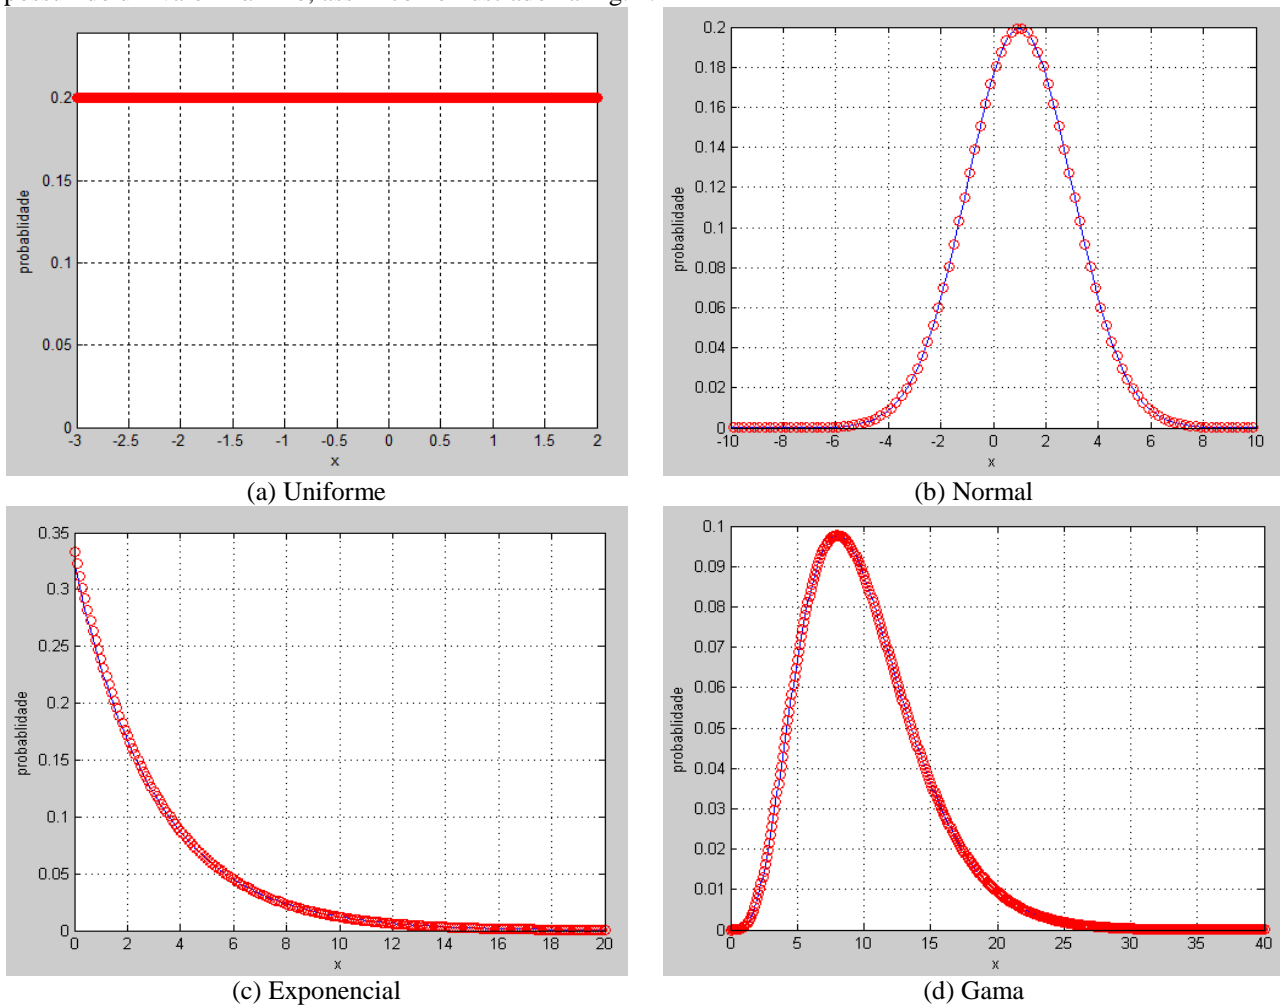 0.2
0.15
0.1
0.05
0
probablidade
-3 -2.5 -2 -1.5 -1 -0.5 0 0.5 1 1.5 2
x
(a) Uniforme
0.2
0.18
0.16
0.14
0.12
0.1
0.08
0.06
0.04
0.02
0
probablidade
-10 -8 -6 -4 -2 0 2 4 6 8 10
x
(b) Normal
0.35
0.3
0.25
0.2
0.15
0.1
0.05
0
probablidade
0 2 4 6 8 10 12 14 16 18 20
x
(c) Exponencial
0.1
0.09
0.08
0.07
0.06
0.05
0.04
0.03
0.02
0.01
0
probablidade
0 5 10 15 20 25 30 35 40
x
(d) Gama